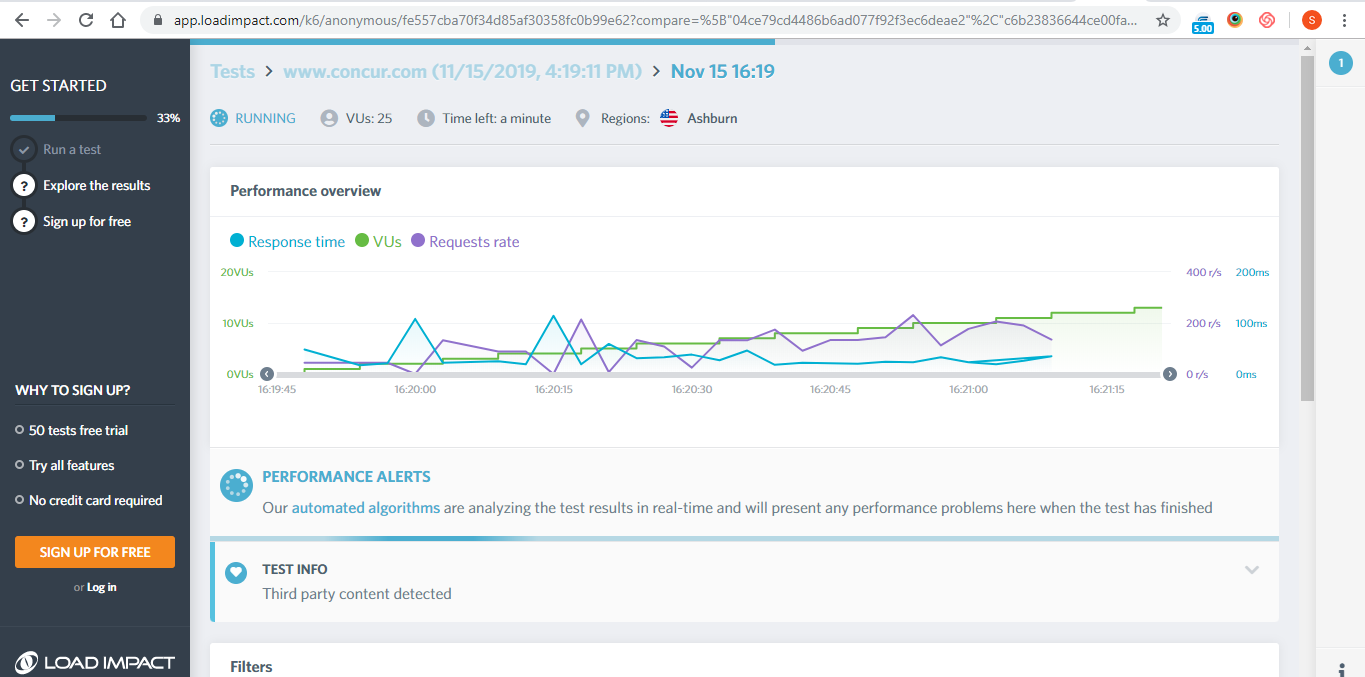 app.loadimpact.com/k6/anonymous/fe557cba70f34d85af30358fc0b99e62?compare=%5B"04ce79cd4486b6ad077f92f3ec6deae2"%2C"c6b23836644ce00fa...
5.00
S
GET STARTED
33%
Run a test
? Explore the results
? Sign up for free
WHY TO SIGN UP?
50 tests free trial
Try all features
No credit card required
SIGN UP FOR FREE
or Log in
LOAD IMPACT
Tests > www.concur.com (11/15/2019, 4:19:11 PM) > Nov 15 16:19
RUNNING VUs: 25 Time left: a minute Regions: Ashburn
Performance overview
Response time VUs Requests rate
20VUs 400 r/s 200ms
10VUs 200 r/s 100ms
0VUs 0 r/s 0ms
16:19:45 16:20:00 16:20:15 16:20:30 16:20:45 16:21:00 16:21:15
PERFORMANCE ALERTS
Our automated algorithms are analyzing the test results in real-time and will present any performance problems here when the test has finished
TEST INFO
Third party content detected
Filters
1
i